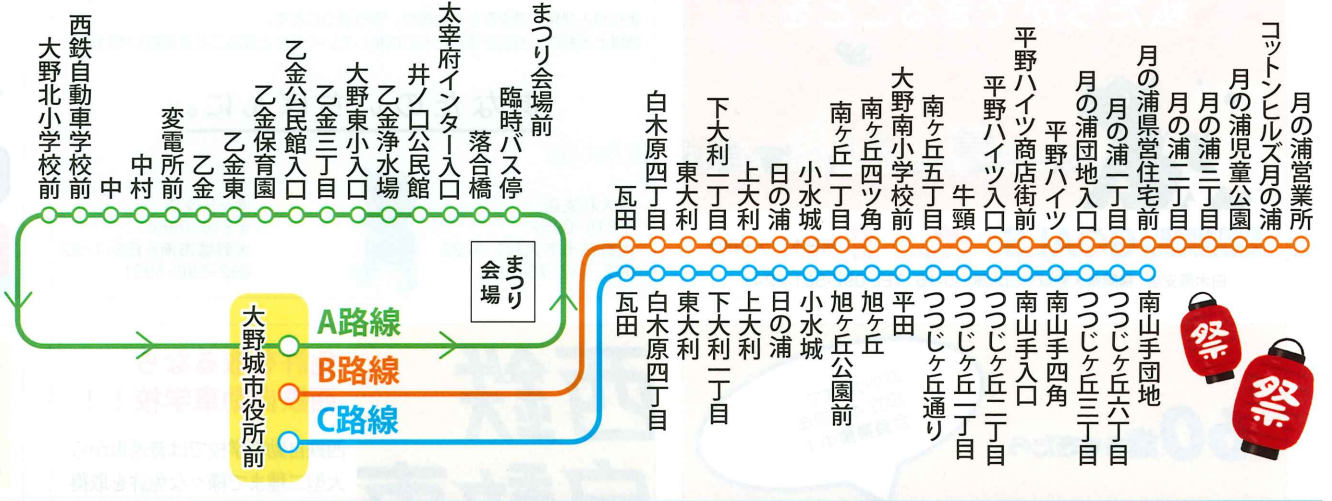 大野北小学校前
西鉄自動車学校前
中
中村
変電所前
乙金
乙金東
乙金保育園
乙金公民館入口
乙金三丁目
大野東小入口
乙金浄水場
井ノ口公民館
太宰府インター入口
落合橋
臨時バス停
まつり会場前
まつり
会場
大野城市役所前
A路線
B路線
C路線
瓦田
白木原四丁目
東大利
下大利一丁目
上大利
日の浦
小水城
南ヶ丘一丁目
南ヶ丘四ツ角
大野南小学校前
南ヶ丘五丁目
牛頸
平野ハイツ入口
平野ハイツ商店街前
平野ハイツ
月の浦団地入口
月の浦一丁目
月の浦県営住宅前
月の浦二丁目
月の浦三丁目
月の浦児童公園
コットンヒルズ月の浦
月の浦営業所
瓦田
白木原四丁目
東大利
下大利一丁目
上大利
日の浦
小水城
旭ヶ丘公園前
旭ヶ丘
平田
つつじヶ丘通り
つつじヶ丘一丁目
つつじヶ丘二丁目
南山手入口
南山手四角
つつじヶ丘三丁目
つつじヶ丘六丁目
南山手団地
祭
祭